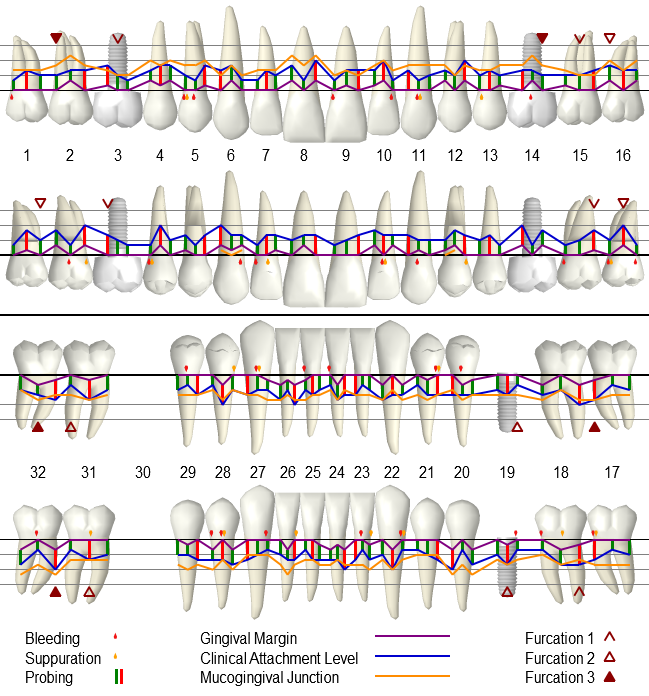 1 2 3 4 5 6 7 8 9 10 11 12 13 14 15 16
32 31 30 29 28 27 26 25 24 23 22 21 20 19 18 17
Bleeding Gingival Margin Furcation 1
Suppuration Clinical Attachment Level Furcation 2
Probing Mucogingival Junction Furcation 3